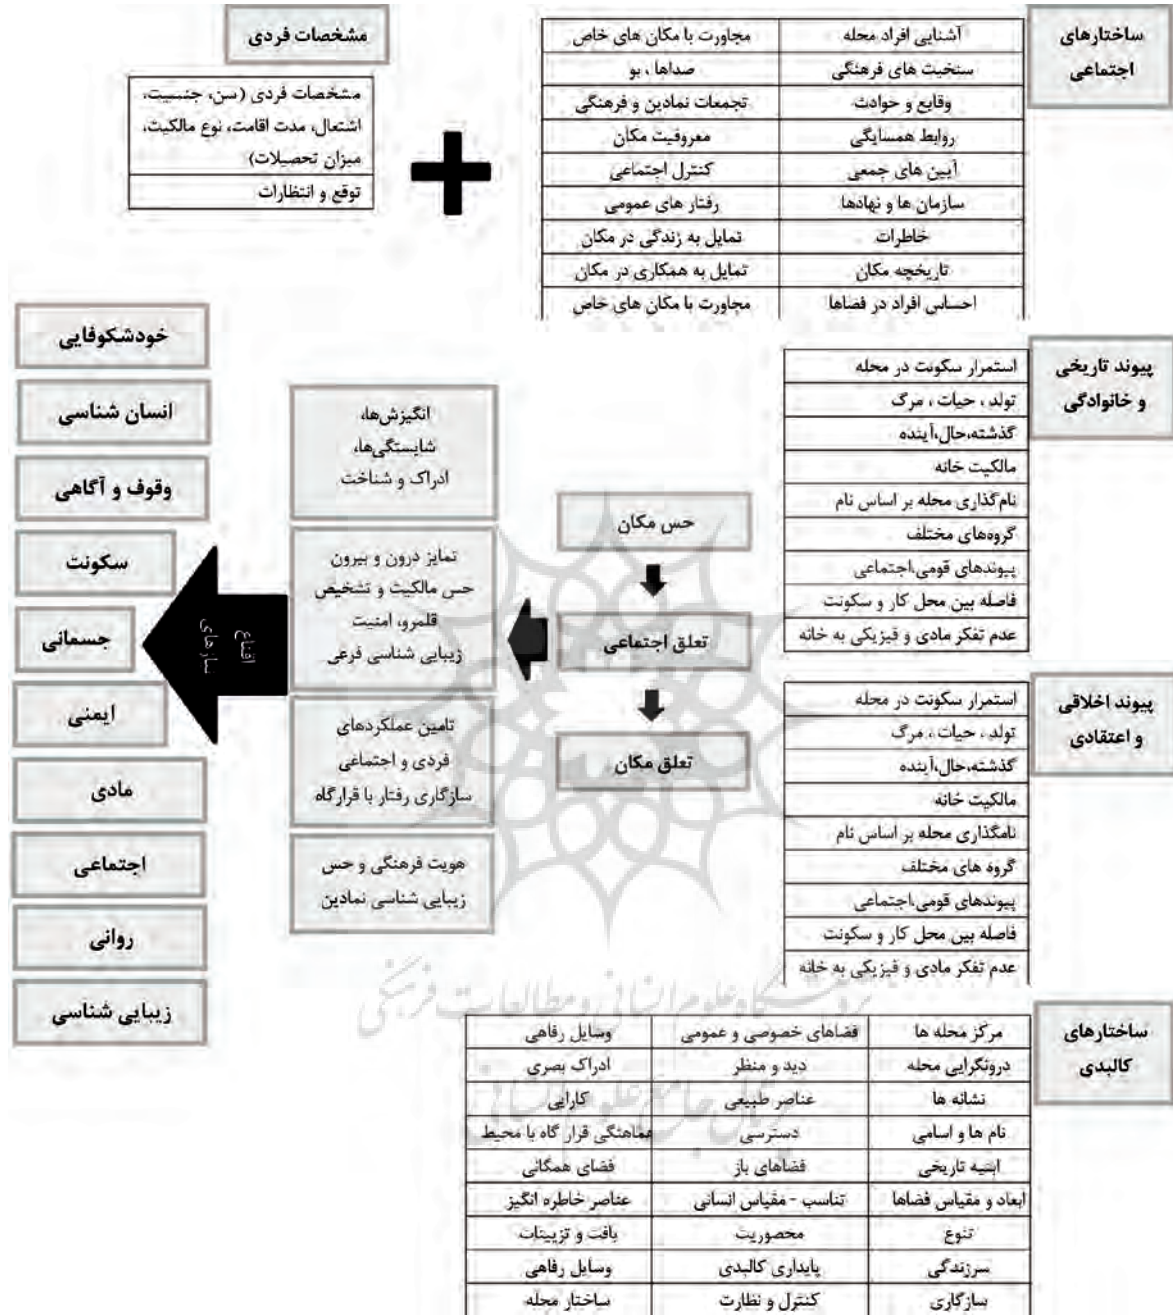 ساختارهای
اجتماعی
آشنایی افراد محله	مجاورت با مکان های خاص
سنخیت های فرهنگی	صداها ، بو
وقایع و حوادث	تجمعات نمادین و فرهنگی
روابط همسایگی	معروفیت مکان
آیین های جمعی	کنترل اجتماعی
سازمان ها و نهادها	رفتار های عمومی
خاطرات	تمایل به زندگی در مکان
تاریخچه مکان	تمایل به همکاری در مکان
احساس افراد در فضاها	مجاورت با مکان های خاص
مشخصات فردی
مشخصات فردی (سن، جنسیت،
اشتغال، مدت اقامت، نوع مالکیت،
میزان تحصیلات)
توقع و انتظارات
پیوند تاریخی
و خانوادگی
استمرار سکونت در محله
تولد ، حیات ، مرگ
گذشته،حال،آینده
مالکیت خانه
نام‌گذاری محله بر اساس نام
گروه‌های مختلف
پیوندهای قومی،اجتماعی
فاصله بین محل کار و سکونت
عدم تفکر مادی و فیزیکی به خانه
پیوند اخلاقی
و اعتقادی
استمرار سکونت در محله
تولد ، حیات ، مرگ
گذشته،حال،آینده
مالکیت خانه
نامگذاری محله بر اساس نام
گروه های مختلف
پیوندهای قومی،اجتماعی
فاصله بین محل کار و سکونت
عدم تفکر مادی و فیزیکی به خانه
حس مکان
تعلق اجتماعی
تعلق مکان
انگیزش‌ها،
شایستگی‌ها،
ادراک و شناخت
تمایز درون و بیرون
حس مالکیت و تشخیص
قلمرو، امنیت
زیبایی شناسی فرعی
تامین عملکردهای
فردی و اجتماعی
سازگاری رفتار با قرارگاه
هویت فرهنگی و حس
زیبایی شناسی نمادین
اقناع
نیازهای
خودشکوفایی
انسان شناسی
وقوف و آگاهی
سکونت
جسمانی
ایمنی
مادی
اجتماعی
روانی
زیبایی شناسی
پژوهشگاه علوم انسانی و مطالعات فرهنگی
پرتال جامع علوم انسانی
ساختارهای
کالبدی
مرکز محله ها	فضاهای خصوصی و عمومی	وسایل رفاهی
درونگرایی محله	دید و منظر	ادراک بصری
نشانه ها	عناصر طبیعی	کارایی
نام ها و اسامی	دسترسی	هماهنگی قرار گاه با محیط
ابنیه تاریخی	فضاهای باز	فضای همگانی
ابعاد و مقیاس فضاها	تناسب - مقیاس انسانی	عناصر خاطره انگیز
تنوع	محصوریت	بافت و تزیینات
سرزندگی	پایداری کالبدی	وسایل رفاهی
سازگاری	کنترل و نظارت	ساختار محله